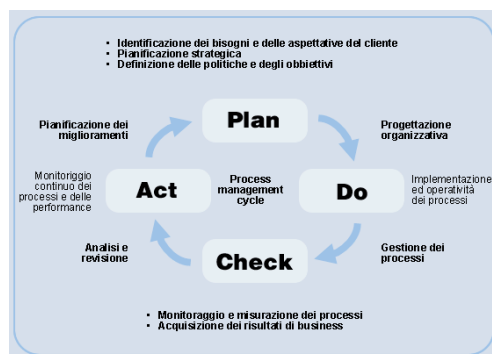 • Identificazione dei bisogni e delle aspettative del cliente
• Pianificazione strategica
• Definizione delle politiche e degli obbiettivi
Pianificazione dei
miglioramenti
Plan
Progettazione
organizzativa
Monitoriggio
continuo dei
processi e delle
performance
Act
Process
management
cycle
Do
Implementazione
ed operatività
dei processi
Analisi e
revisione
Check
Gestione dei
processi
• Monitoraggio e misurazione dei processi
• Acquisizione dei risultati di business